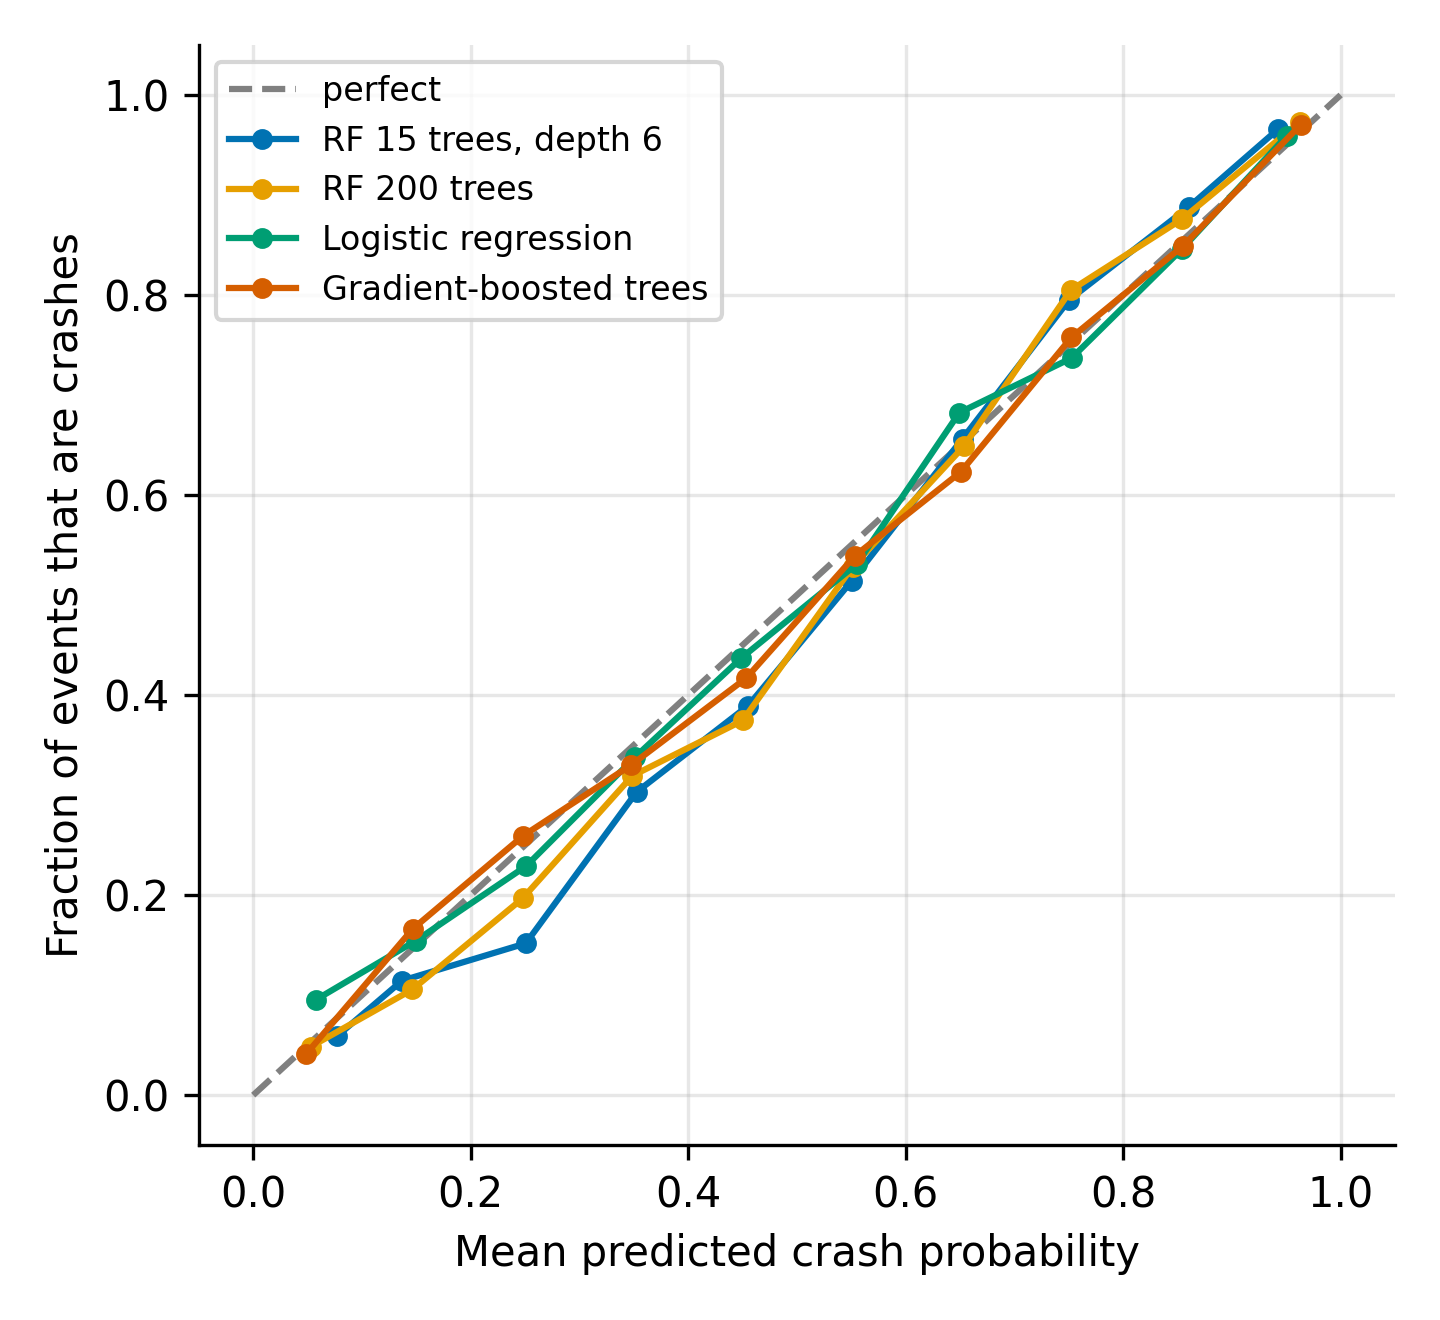 perfect
RF 15 trees, depth 6
RF 200 trees
Logistic regression
Gradient-boosted trees
Fraction of events that are crashes
1.0
0.8
0.6
0.4
0.2
0.0
0.0 0.2 0.4 0.6 0.8 1.0
Mean predicted crash probability